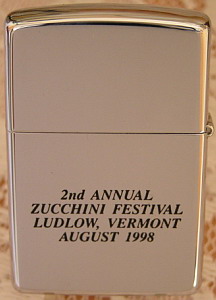 2nd ANNUAL
ZUCCHINI FESTIVAL
LUDLOW, VERMONT
AUGUST 1998